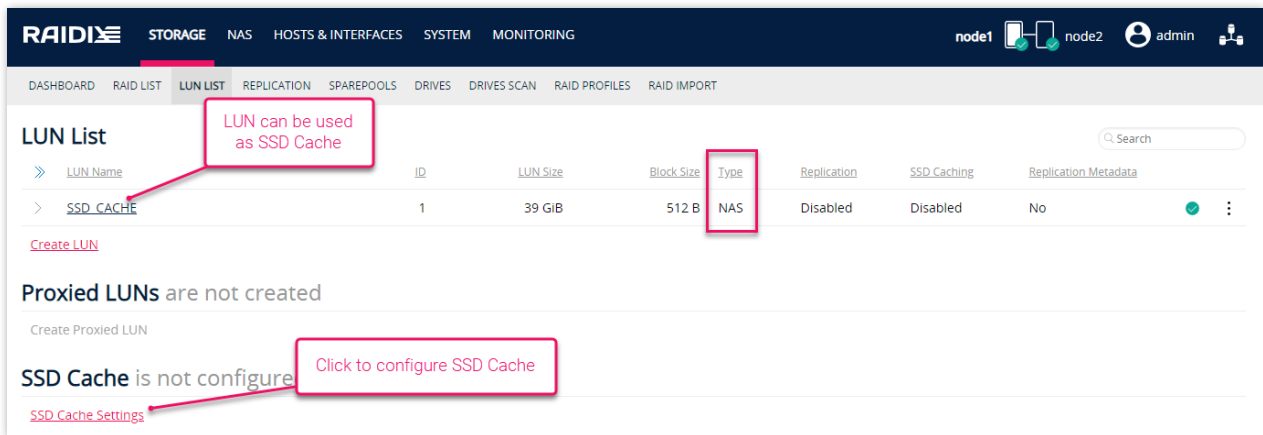 RAIDIX STORAGE NAS HOSTS & INTERFACES SYSTEM MONITORING node1 node2 admin
DASHBOARD RAID LIST LUN LIST REPLICATION SPAREPOOLS DRIVES DRIVES SCAN RAID PROFILES RAID IMPORT
LUN can be used
as SSD Cache
LUN List
Search
LUN Name ID LUN Size Block Size Type Replication SSD Caching Replication Metadata
SSD_CACHE 1 39 GiB 512 B NAS Disabled Disabled No
Create LUN
Proxied LUNs are not created
Create Proxied LUN
Click to configure SSD Cache
SSD Cache is not configure
SSD Cache Settings